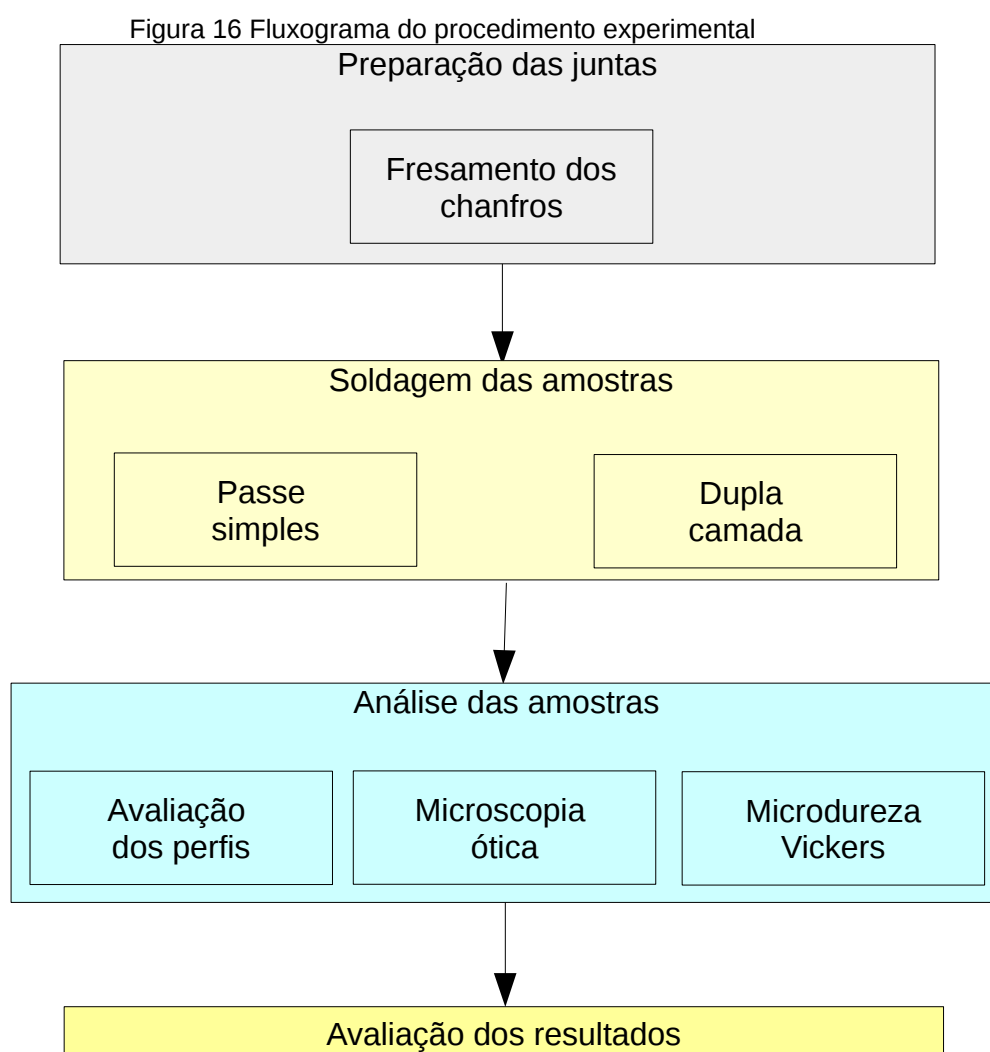 Figura 16 Fluxograma do procedimento experimental
Preparação das juntas
Fresamento dos
chanfros
Soldagem das amostras
Passe
simples
Dupla
camada
Análise das amostras
Avaliação
dos perfis
Microscopia
ótica
Microdureza
Vickers
Avaliação dos resultados